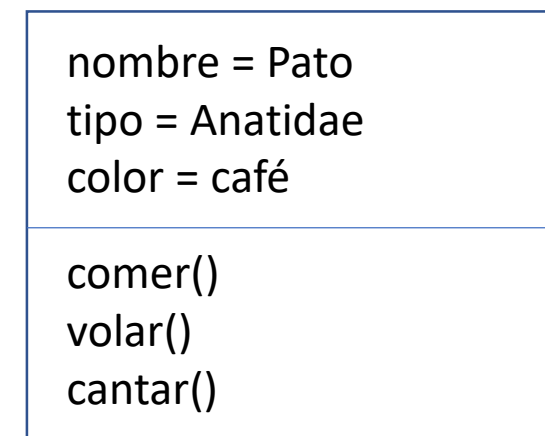 nombre = Pato
tipo = Anatidae
color = café
comer()
volar()
cantar()